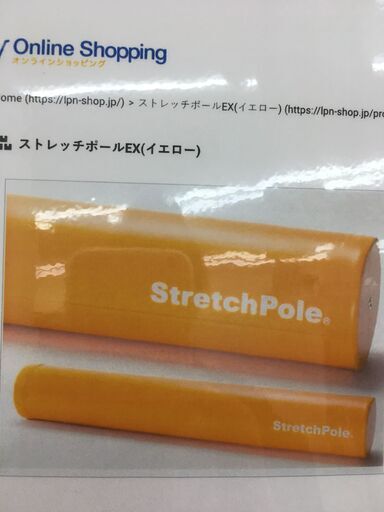 Online Shopping
オンラインショッピング
ome (https://lpn-shop.jp/) > ストレッチポールEX(イエロー) (https://lpn-shop.jp/pro
ストレッチポールEX(イエロー)
StretchPole®
StretchPole®